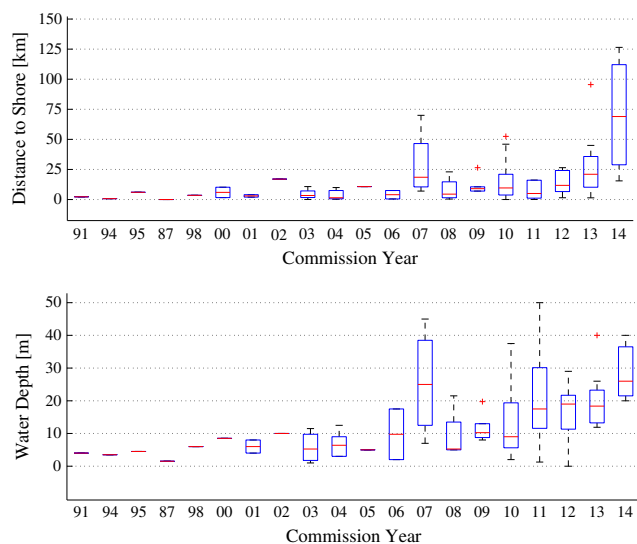 150
125
100
75
50
25
0
Distance to Shore [km]
91 94 95 87 98 00 01 02 03 04 05 06 07 08 09 10 11 12 13 14
Commission Year
50
40
30
20
10
0
Water Depth [m]
91 94 95 87 98 00 01 02 03 04 05 06 07 08 09 10 11 12 13 14
Commission Year